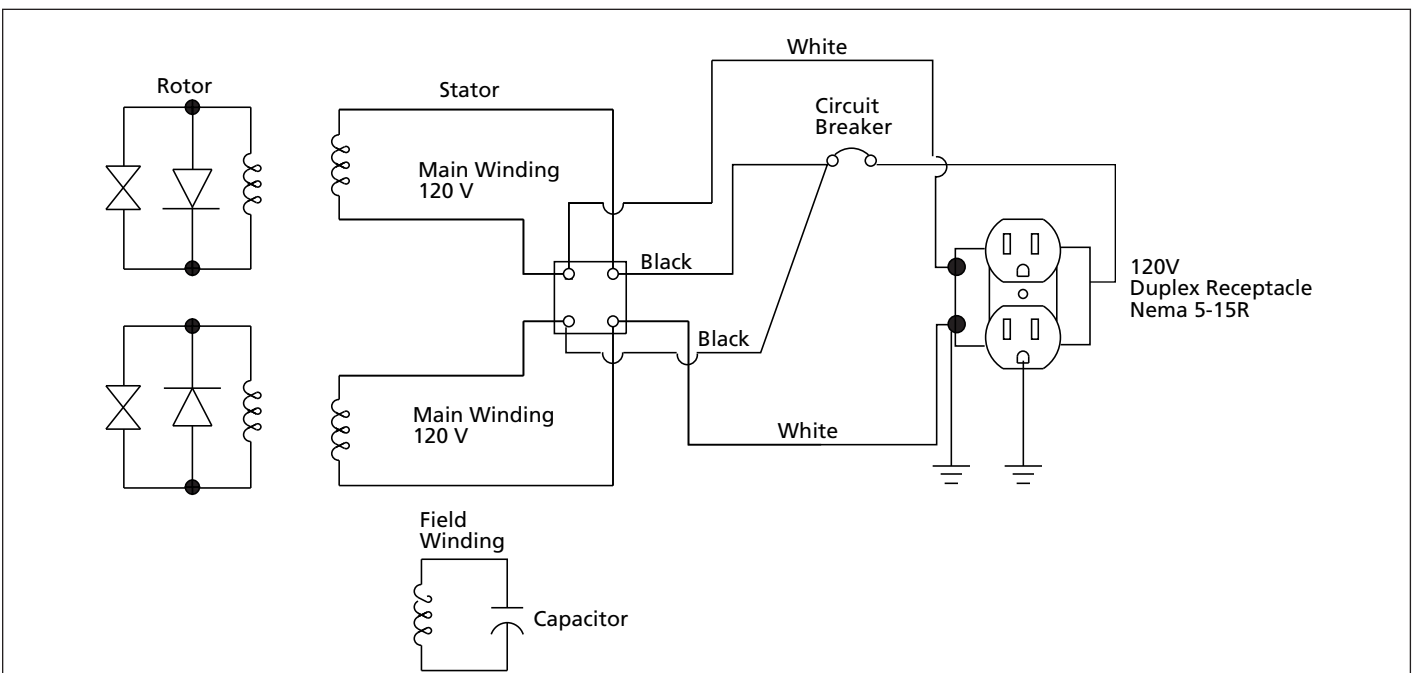 White
Rotor
Stator
Circuit
Breaker
Main Winding
120 V
Black
120V
Duplex Receptacle
Nema 5-15R
Black
Main Winding
120 V
White
Field
Winding
Capacitor